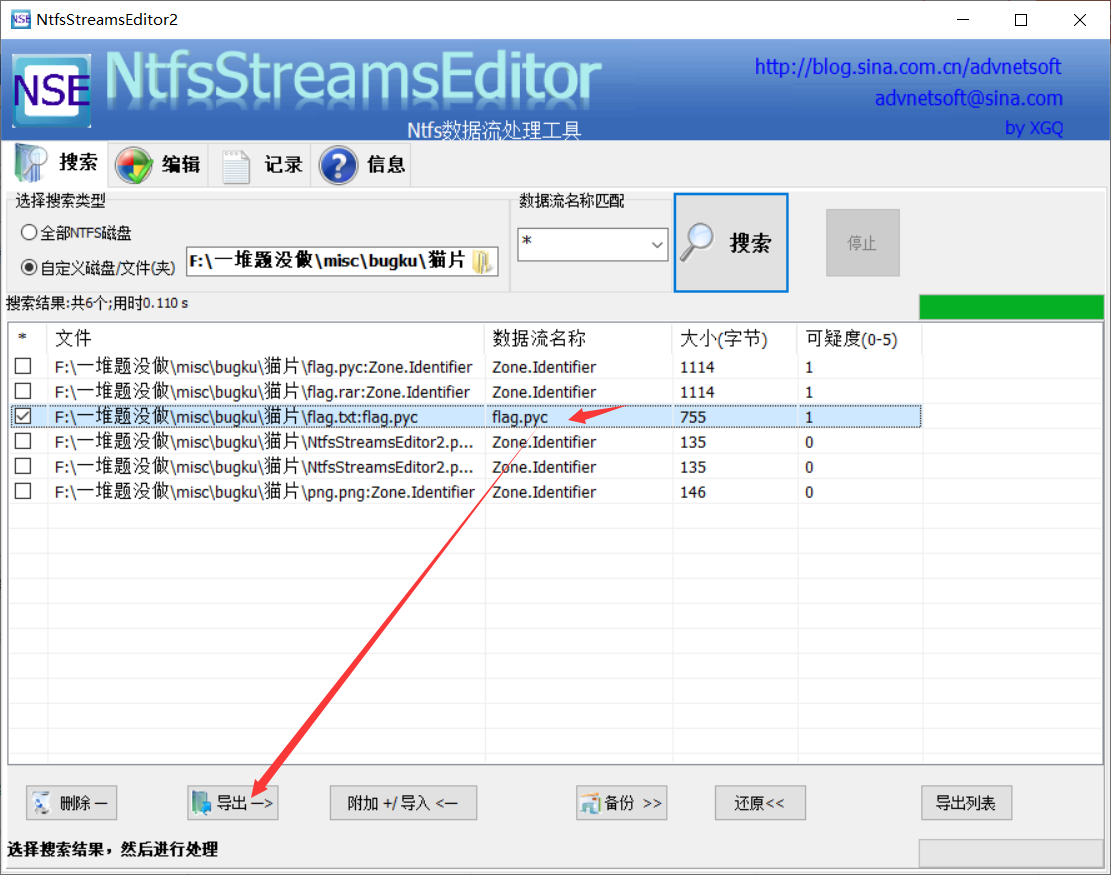 NSE NtfsStreamsEditor2
NSE
NtfsStreamsEditor
http://blog.sina.com.cn/advnetsoft
advnetsoft@sina.com
Ntfs数据流处理工具
by XGQ
搜索 编辑 记录 ? 信息
选择搜索类型
数据流名称匹配
全部NTFS磁盘
自定义磁盘/文件(夹) F:\一堆题没做\misc\bugku\猫片
*
搜索
停止
搜索结果:共6个;用时0.110 s
* 文件 数据流名称 大小(字节) 可疑度(0-5)
F:\一堆题没做\misc\bugku\猫片\flag.pyc:Zone.Identifier Zone.Identifier 1114 1
F:\一堆题没做\misc\bugku\猫片\flag.rar:Zone.Identifier Zone.Identifier 1114 1
F:\一堆题没做\misc\bugku\猫片\flag.txt:flag.pyc flag.pyc 755 1
F:\一堆题没做\misc\bugku\猫片\NtfsStreamsEditor2.p... Zone.Identifier 135 0
F:\一堆题没做\misc\bugku\猫片\NtfsStreamsEditor2.p... Zone.Identifier 135 0
F:\一堆题没做\misc\bugku\猫片\png.png:Zone.Identifier Zone.Identifier 146 0
删除 — 导出 —> 附加 +/导入 <— 备份 >> 还原<< 导出列表
选择搜索结果，然后进行处理